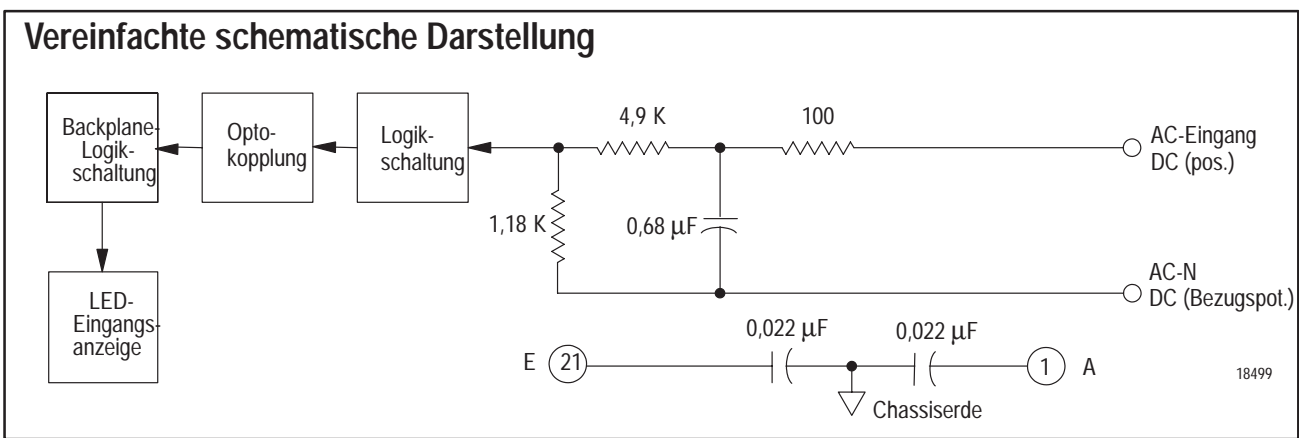 Vereinfachte schematische Darstellung
Backplane-
Logik-
schaltung
Opto-
kopplung
Logik-
schaltung
4,9 K
100
AC-Eingang
DC (pos.)
1,18 K
0,68 µF
AC-N
DC (Bezugspot.)
LED-
Eingangs-
anzeige
0,022 µF
0,022 µF
E
21
1
A
Chassiserde
18499